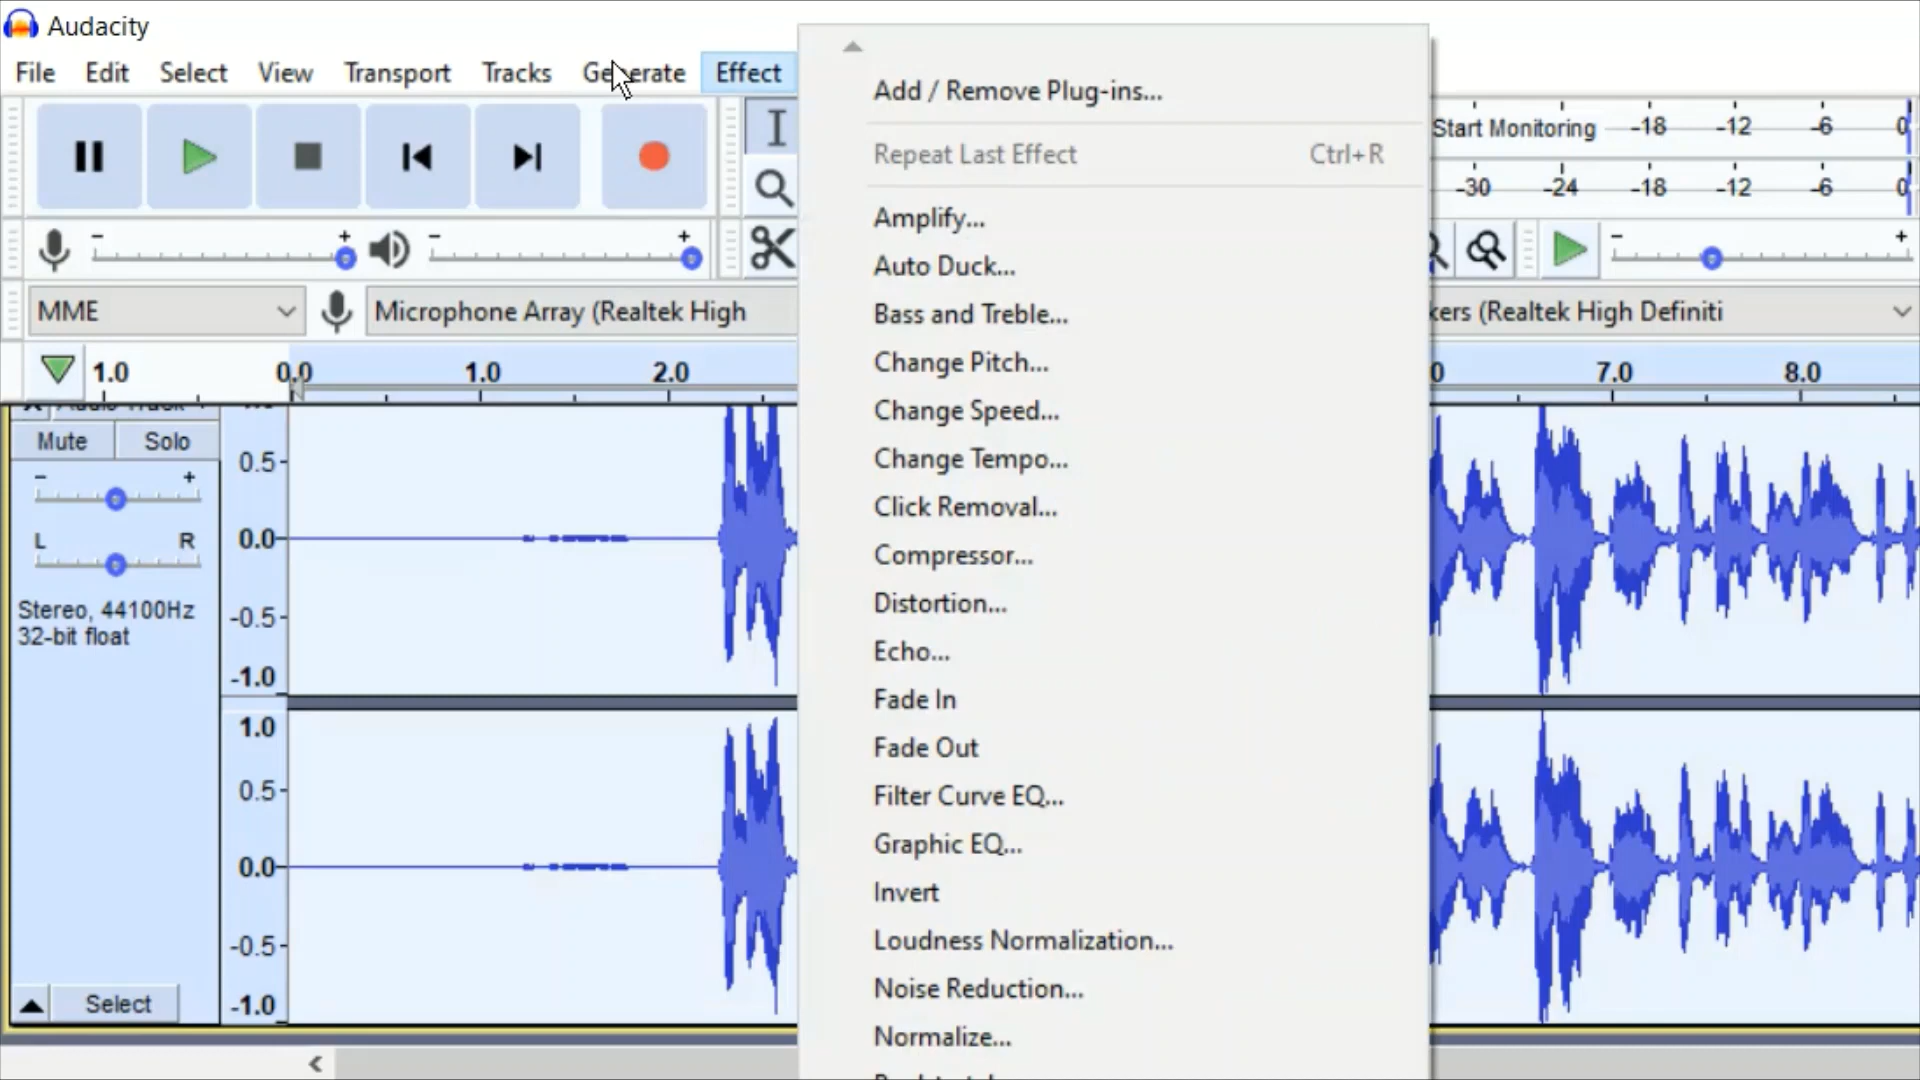 Audacity
File Edit Select View Transport Tracks Generate Effect
Add / Remove Plug-ins...
Repeat Last Effect Ctrl+R
Amplify...
Auto Duck...
Bass and Treble...
Change Pitch...
Change Speed...
Change Tempo...
Click Removal...
Compressor...
Distortion...
Echo...
Fade In
Fade Out
Filter Curve EQ...
Graphic EQ...
Invert
Loudness Normalization...
Noise Reduction...
Normalize...
Start Monitoring -18 -12 -6 0
-30 -24 -18 -12 -6 0
- + - +
- +
MME Microphone Array (Realtek High
kers (Realtek High Definiti
1.0 0.0 1.0 2.0
0 7.0 8.0
Mute Solo
- +
L R
Stereo, 44100Hz
32-bit float
Select
0.5
0.0
-0.5
-1.0
1.0
0.5
0.0
-0.5
-1.0